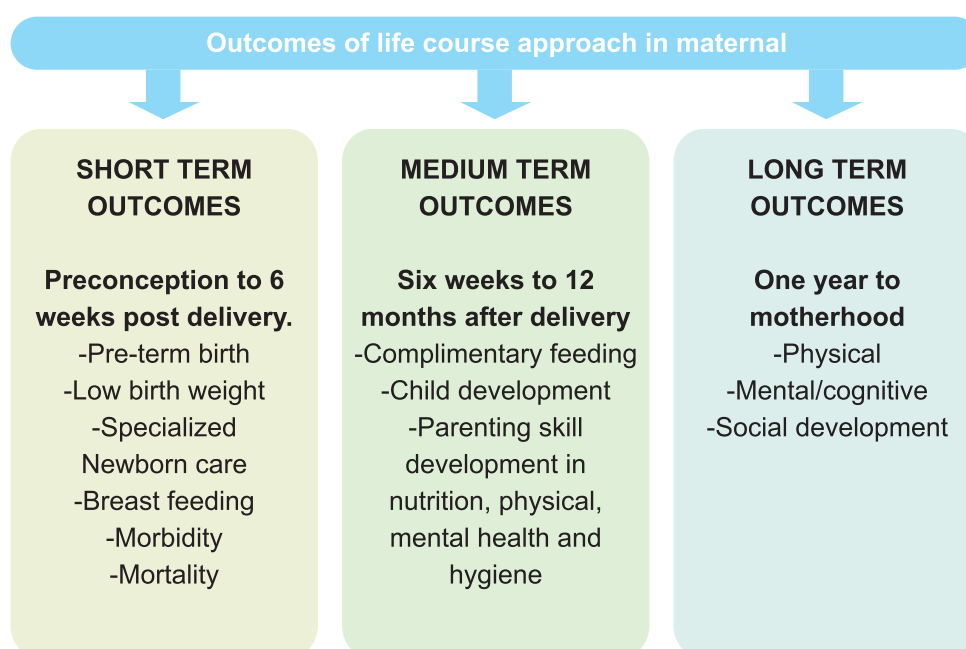 Outcomes of life course approach in maternal
SHORT TERM
OUTCOMES
Preconception to 6
weeks post delivery.
-Pre-term birth
-Low birth weight
-Specialized
Newborn care
-Breast feeding
-Morbidity
-Mortality
MEDIUM TERM
OUTCOMES
Six weeks to 12
months after delivery
-Complimentary feeding
-Child development
-Parenting skill
development in
nutrition, physical,
mental health and
hygiene
LONG TERM
OUTCOMES
One year to
motherhood
-Physical
-Mental/cognitive
-Social development